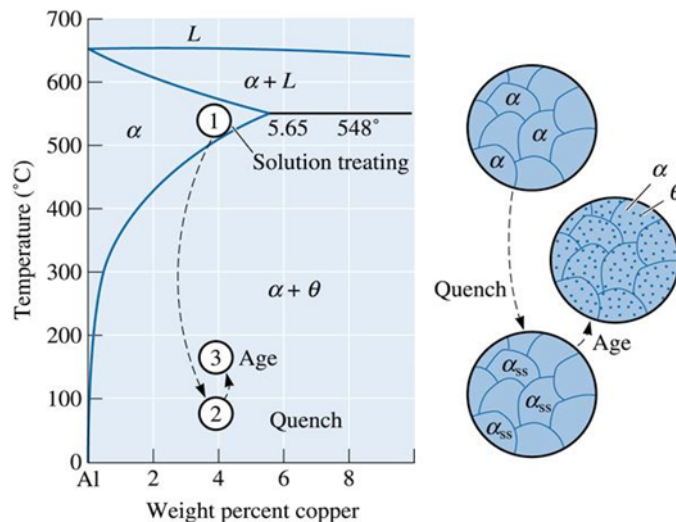 700
600
500
400
300
200
100
0
Temperature (˚C)
L
α + L
α
1
5.65 548°
Solution treating
α + θ
3 Age
2
Quench
Al 2 4 6 8
Weight percent copper
α
α
α
α
θ
Quench
Age
αss
αss
αss